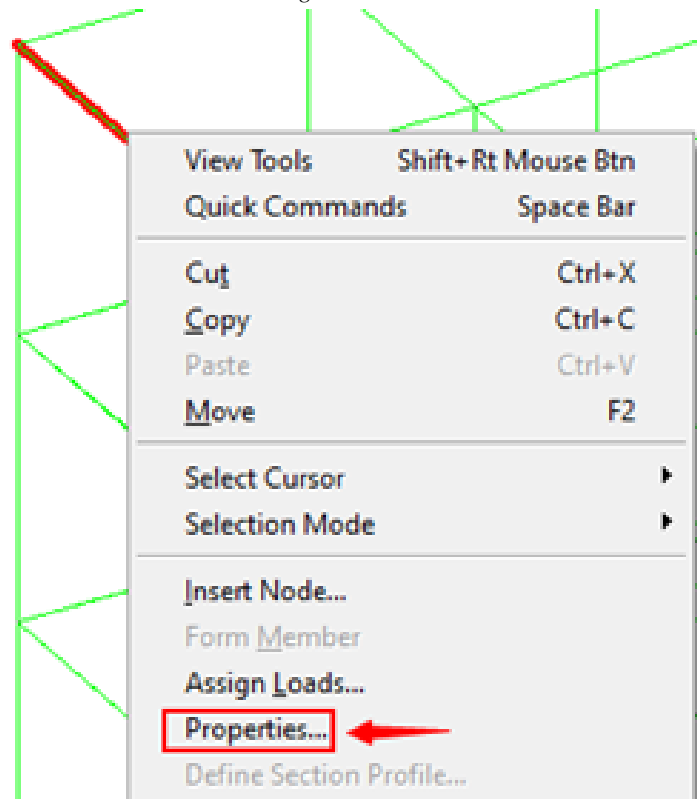 View Tools Shift+Rt Mouse Btn
Quick Commands Space Bar
Cut Ctrl+X
Copy Ctrl+C
Paste Ctrl+V
Move F2
Select Cursor
Selection Mode
Insert Node...
Form Member
Assign Loads...
Properties...
Define Section Profile...